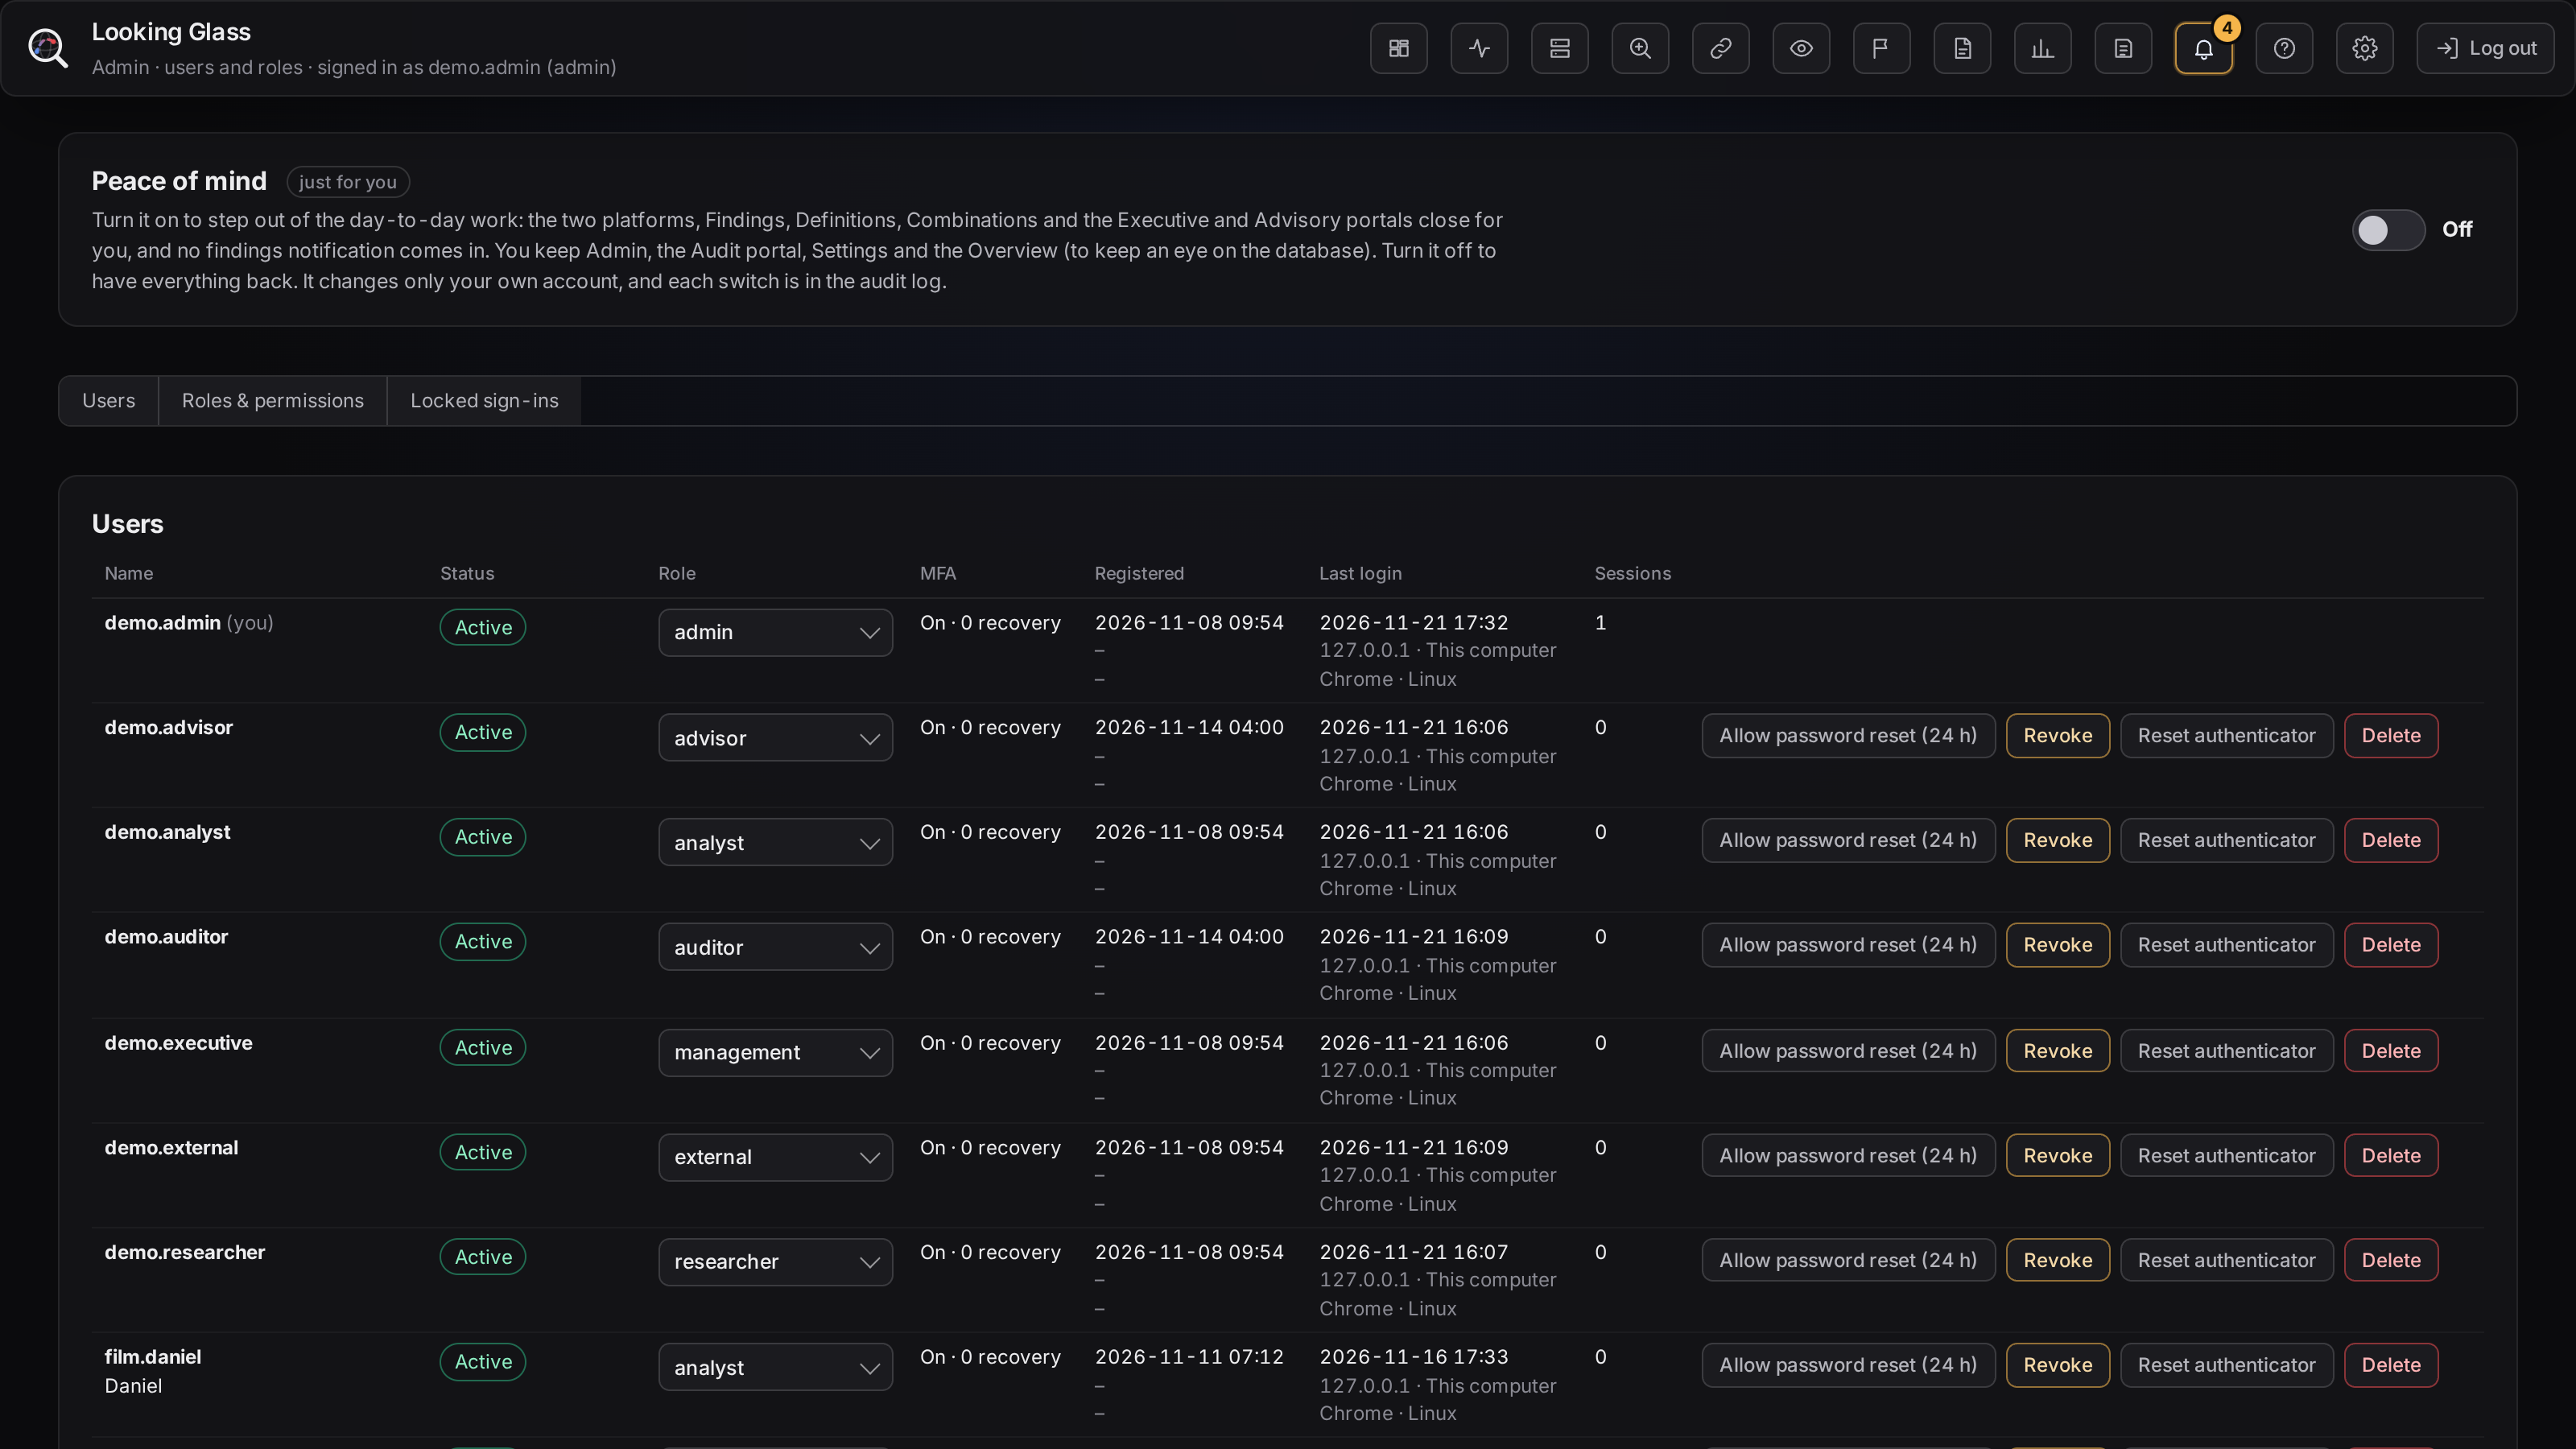 Looking Glass
Admin · users and roles · signed in as demo.admin (admin)
4
Log out
Peace of mind just for you
Turn it on to step out of the day-to-day work: the two platforms, Findings, Definitions, Combinations and the Executive and Advisory portals close for
you, and no findings notification comes in. You keep Admin, the Audit portal, Settings and the Overview (to keep an eye on the database). Turn it off to
have everything back. It changes only your own account, and each switch is in the audit log.
Off
Users Roles & permissions Locked sign-ins
Users
Name Status Role MFA Registered Last login Sessions
demo.admin (you) Active admin On · 0 recovery 2026-11-08 09:54 2026-11-21 17:32 1
– 127.0.0.1 · This computer
– Chrome · Linux
demo.advisor Active advisor On · 0 recovery 2026-11-14 04:00 2026-11-21 16:06 0 Allow password reset (24 h) Revoke Reset authenticator Delete
– 127.0.0.1 · This computer
– Chrome · Linux
demo.analyst Active analyst On · 0 recovery 2026-11-08 09:54 2026-11-21 16:06 0 Allow password reset (24 h) Revoke Reset authenticator Delete
– 127.0.0.1 · This computer
– Chrome · Linux
demo.auditor Active auditor On · 0 recovery 2026-11-14 04:00 2026-11-21 16:09 0 Allow password reset (24 h) Revoke Reset authenticator Delete
– 127.0.0.1 · This computer
– Chrome · Linux
demo.executive Active management On · 0 recovery 2026-11-08 09:54 2026-11-21 16:06 0 Allow password reset (24 h) Revoke Reset authenticator Delete
– 127.0.0.1 · This computer
– Chrome · Linux
demo.external Active external On · 0 recovery 2026-11-08 09:54 2026-11-21 16:09 0 Allow password reset (24 h) Revoke Reset authenticator Delete
– 127.0.0.1 · This computer
– Chrome · Linux
demo.researcher Active researcher On · 0 recovery 2026-11-08 09:54 2026-11-21 16:07 0 Allow password reset (24 h) Revoke Reset authenticator Delete
– 127.0.0.1 · This computer
– Chrome · Linux
film.daniel Active analyst On · 0 recovery 2026-11-11 07:12 2026-11-16 17:33 0 Allow password reset (24 h) Revoke Reset authenticator Delete
Daniel – 127.0.0.1 · This computer
– Chrome · Linux